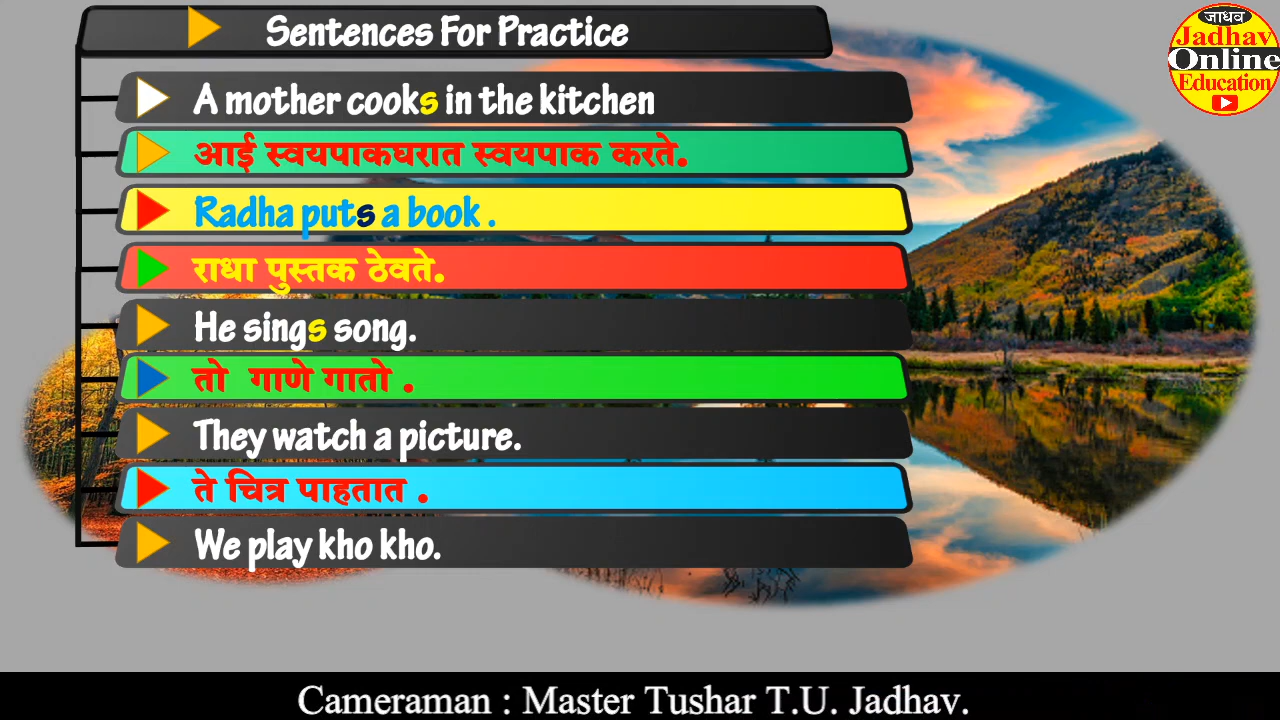 Sentences For Practice
जाधव
Jadhav
Online
Education
A mother cooks in the kitchen
आई स्वयपाकघरात स्वयपाक करते.
Radha puts a book .
राधा पुस्तक ठेवते.
He sings song.
तो गाणे गातो .
They watch a picture.
ते चित्र पाहतात .
We play kho kho.
Cameraman : Master Tushar T.U. Jadhav.